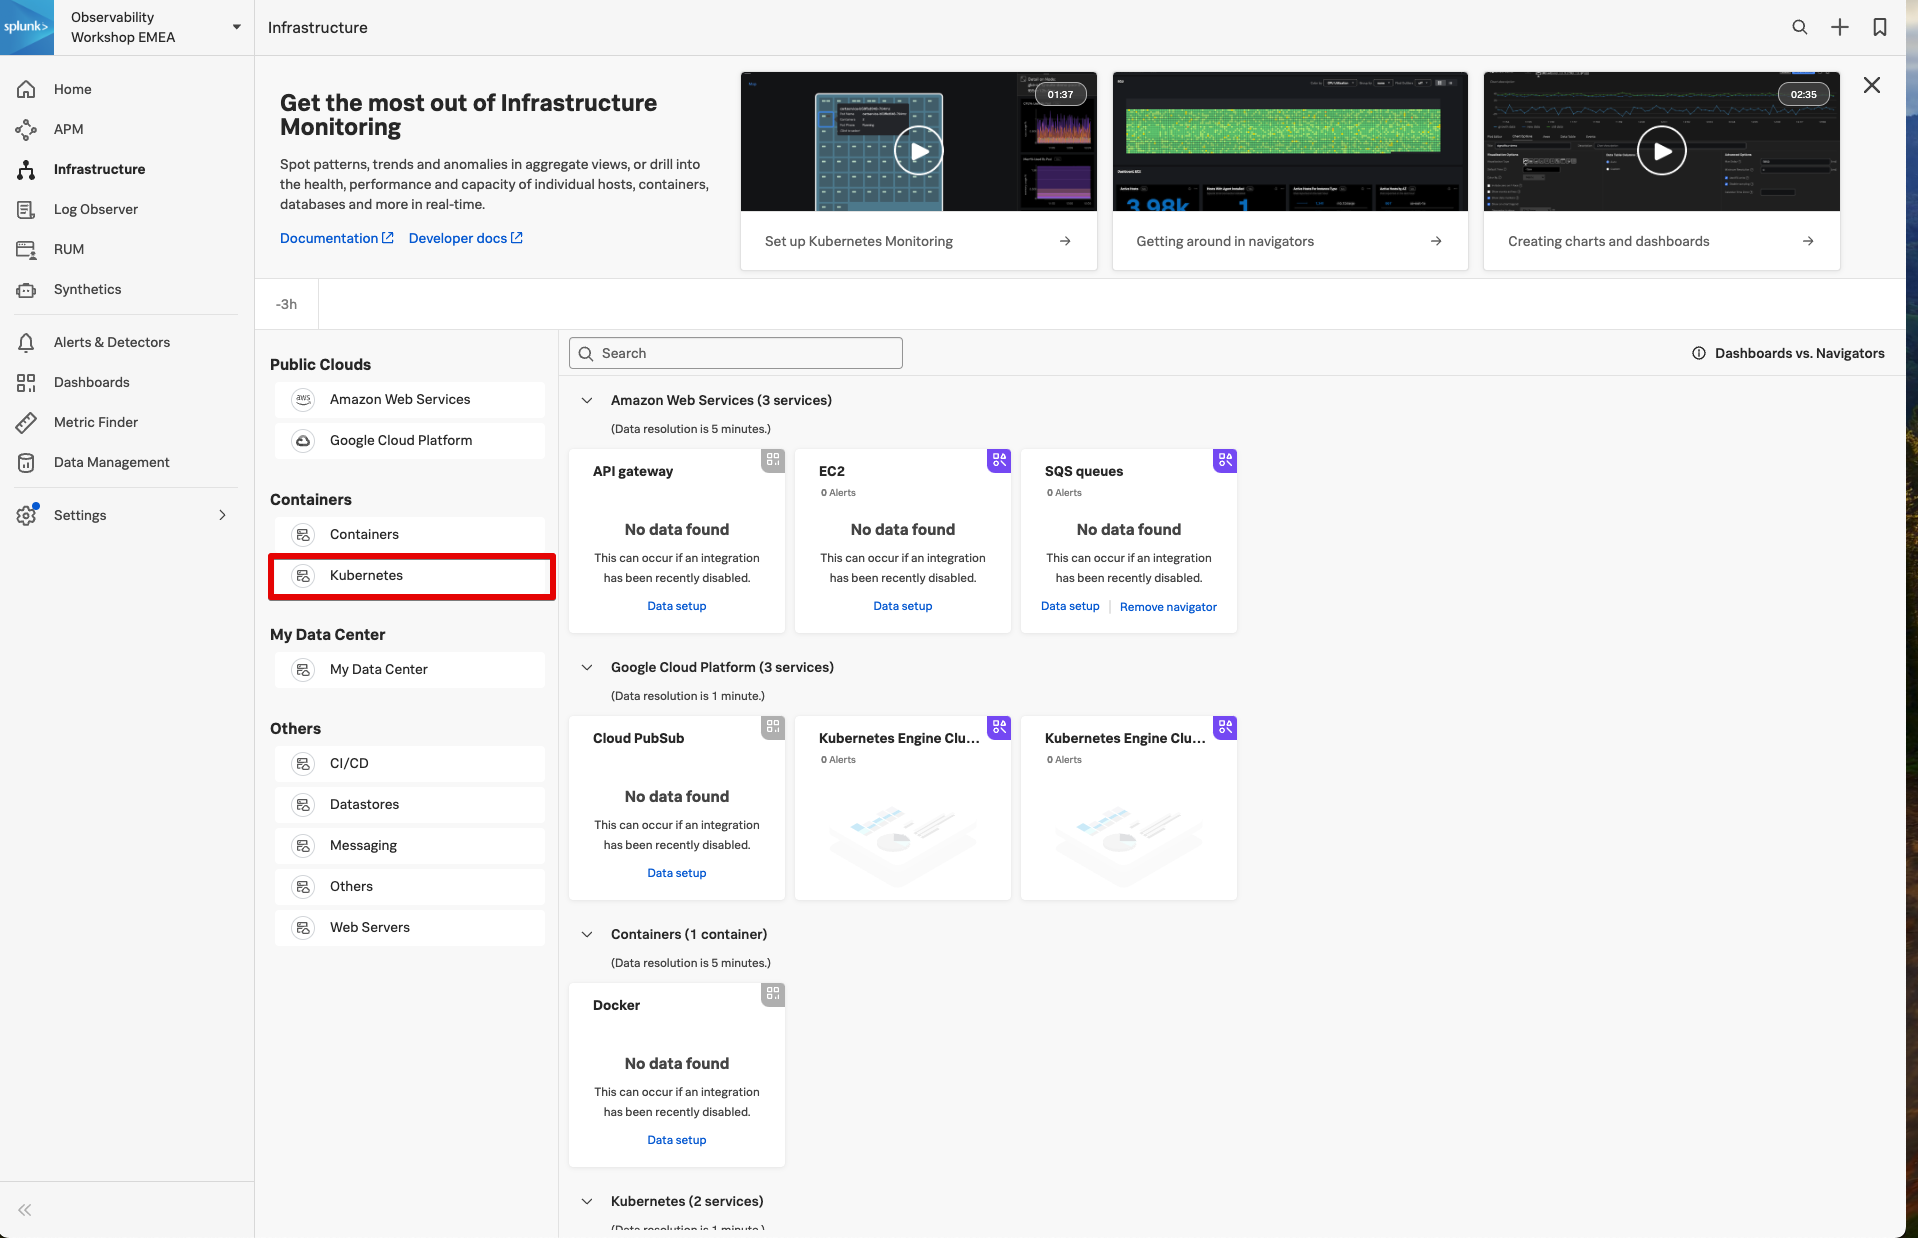 splunk>
Observability
Workshop EMEA
Infrastructure
Home
APM
Infrastructure
Log Observer
RUM
Synthetics
Alerts & Detectors
Dashboards
Metric Finder
Data Management
Settings
Get the most out of Infrastructure
Monitoring
Spot patterns, trends and anomalies in aggregate views, or drill into
the health, performance and capacity of individual hosts, containers,
databases and more in real-time.
Documentation
Developer docs
01:37
Set up Kubernetes Monitoring
3.98k
1
Getting around in navigators
02:35
Creating charts and dashboards
-3h
Public Clouds
aws
Amazon Web Services
Google Cloud Platform
Containers
Containers
Kubernetes
My Data Center
My Data Center
Others
CI/CD
Datastores
Messaging
Others
Web Servers
Search
Dashboards vs. Navigators
Amazon Web Services (3 services)
(Data resolution is 5 minutes.)
API gateway
No data found
This can occur if an integration
has been recently disabled.
Data setup
EC2
0 Alerts
No data found
This can occur if an integration
has been recently disabled.
Data setup
SQS queues
0 Alerts
No data found
This can occur if an integration
has been recently disabled.
Data setup
Remove navigator
Google Cloud Platform (3 services)
(Data resolution is 1 minute.)
Cloud PubSub
No data found
This can occur if an integration
has been recently disabled.
Data setup
Kubernetes Engine Clu...
0 Alerts
Kubernetes Engine Clu...
0 Alerts
Containers (1 container)
(Data resolution is 5 minutes.)
Docker
No data found
This can occur if an integration
has been recently disabled.
Data setup
Kubernetes (2 services)
(Data resolution is 1 minute.)